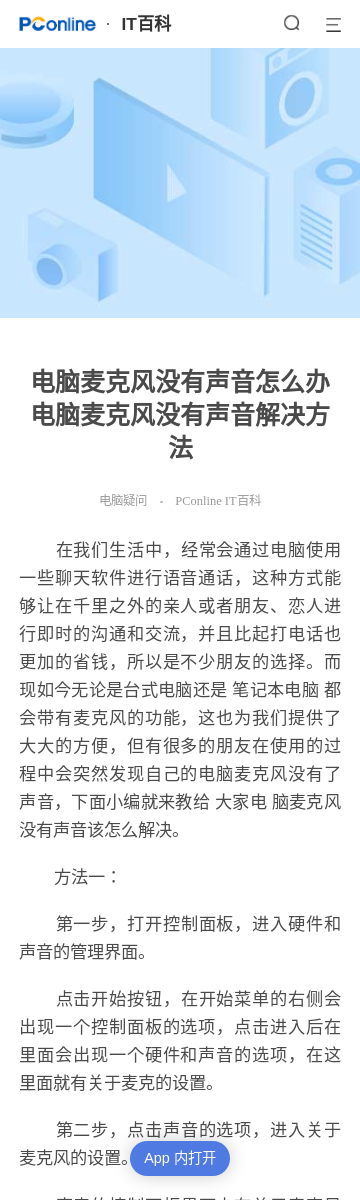 PConline · IT百科
电脑麦克风没有声音怎么办
电脑麦克风没有声音解决方
法
电脑疑问 - PConline IT百科
在我们生活中，经常会通过电脑使用
一些聊天软件进行语音通话，这种方式能
够让在千里之外的亲人或者朋友、恋人进
行即时的沟通和交流，并且比起打电话也
更加的省钱，所以是不少朋友的选择。而
现如今无论是台式电脑还是 笔记本电脑 都
会带有麦克风的功能，这也为我们提供了
大大的方便，但有很多的朋友在使用的过
程中会突然发现自己的电脑麦克风没有了
声音，下面小编就来教给 大家电 脑麦克风
没有声音该怎么解决。
方法一：
第一步，打开控制面板，进入硬件和
声音的管理界面。
点击开始按钮，在开始菜单的右侧会
出现一个控制面板的选项，点击进入后在
里面会出现一个硬件和声音的选项，在这
里面就有关于麦克的设置。
第二步，点击声音的选项，进入关于
麦克风的设置。
App 内打开